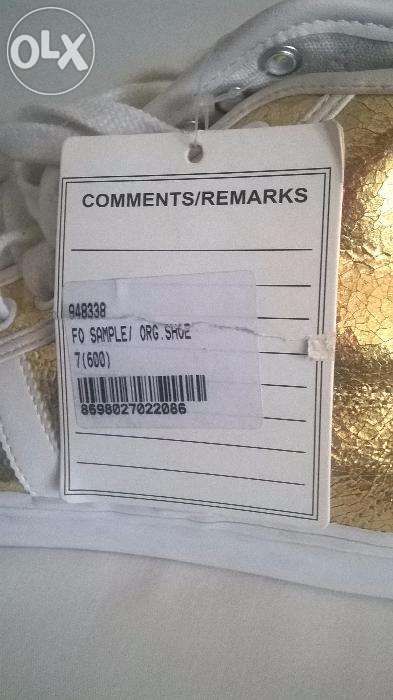 OLX
COMMENTS/REMARKS
948338
FO SAMPLE/ ORG.SHOE
7(600)
8698027022086